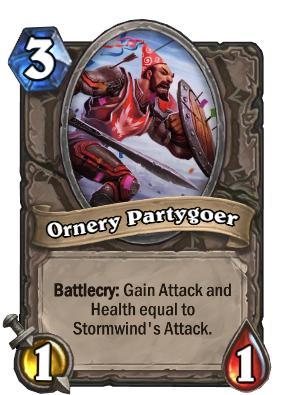 3
Ornery Partygoer
Battlecry: Gain Attack and
Health equal to
Stormwind's Attack.
1
1